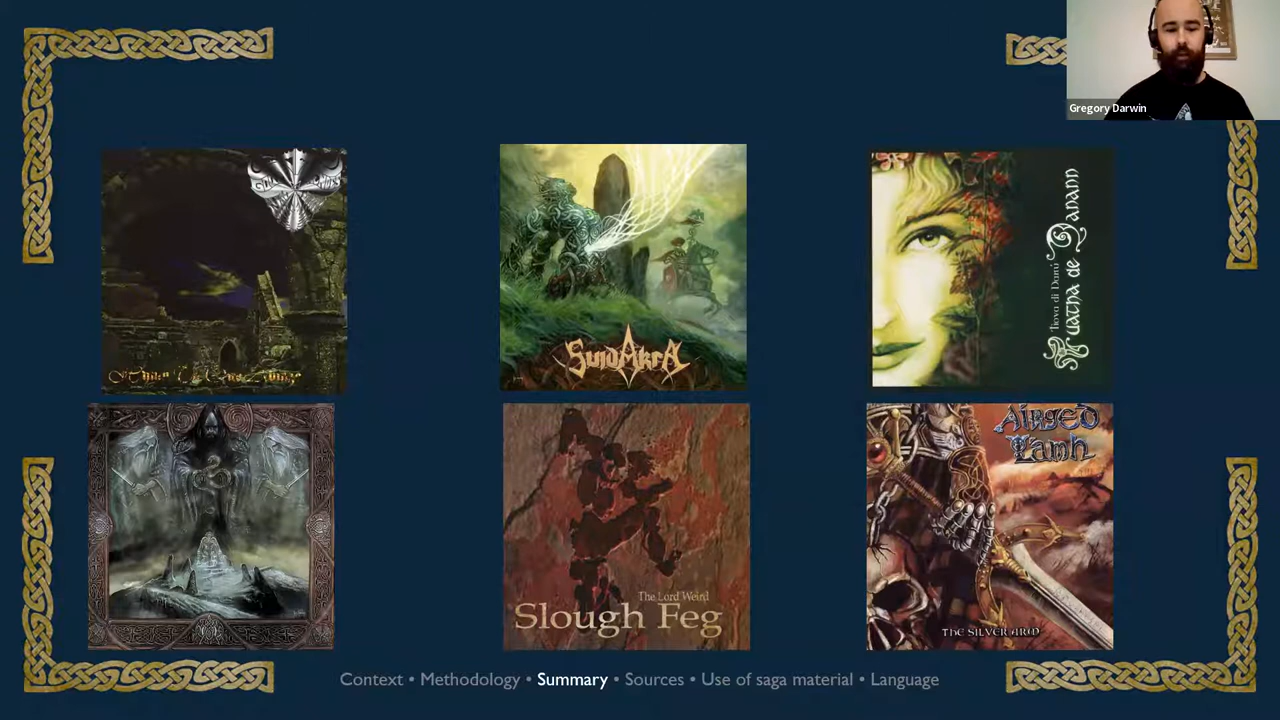 Gregory Darwin
SuidAkrA
Tuatha de Danann
The Lord Weird
Slough Feg
Airged
Lamh
THE SILVER ARM
Context • Methodology • Summary • Sources • Use of saga material • Language